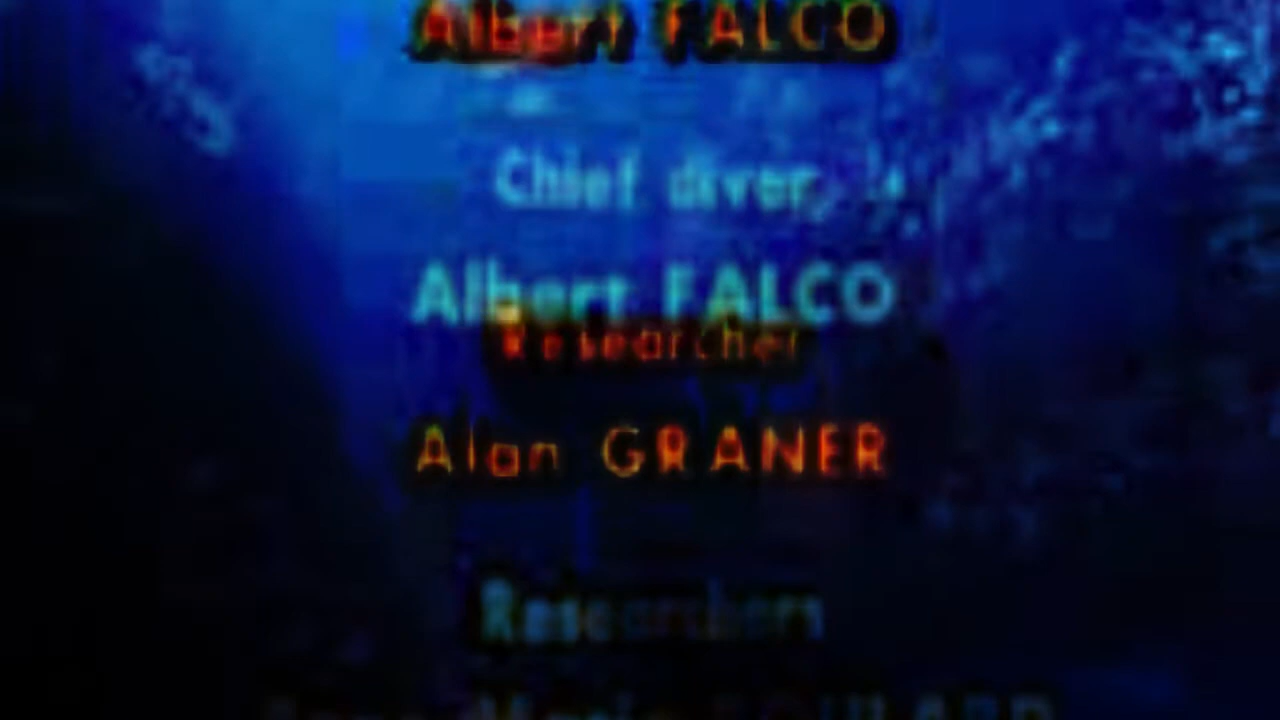 Albert FALCO
Chief diver
Albert FALCO
Researcher
Alan GRANER
Researchers